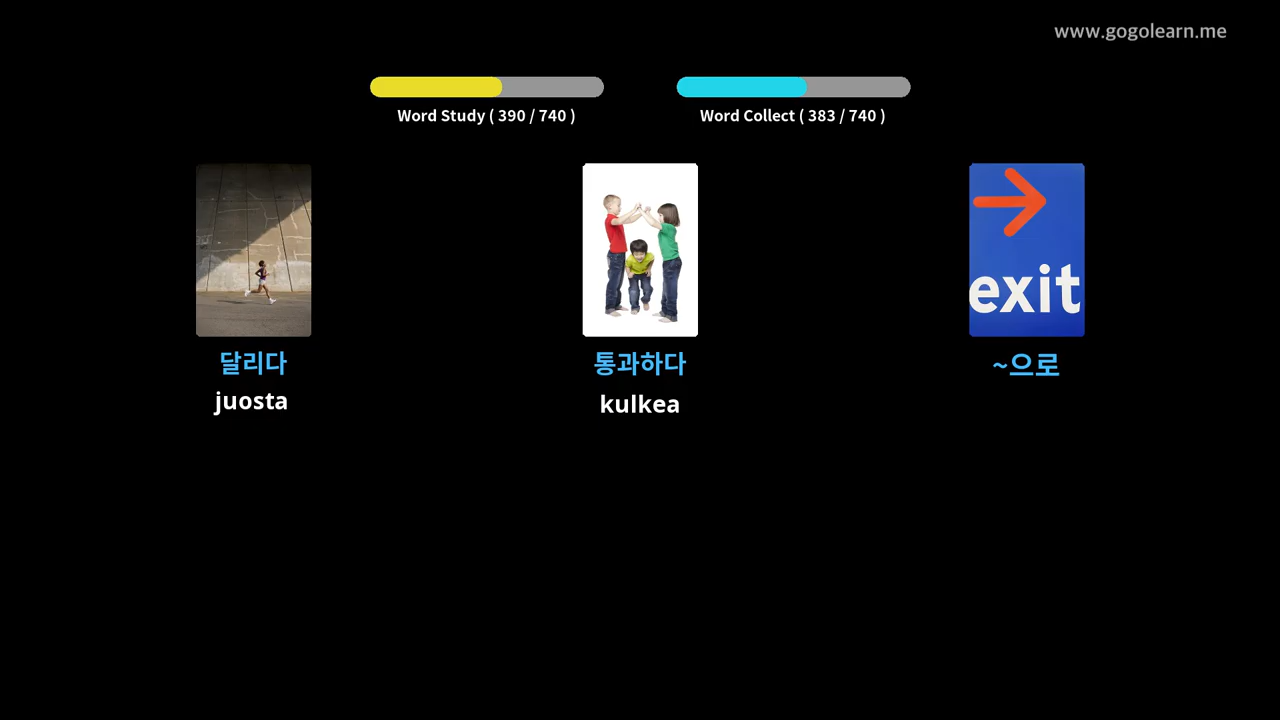 www.gogolearn.me
Word Study ( 390 / 740 )
Word Collect ( 383 / 740 )
exit
달리다
통과하다
~으로
juosta
kulkea